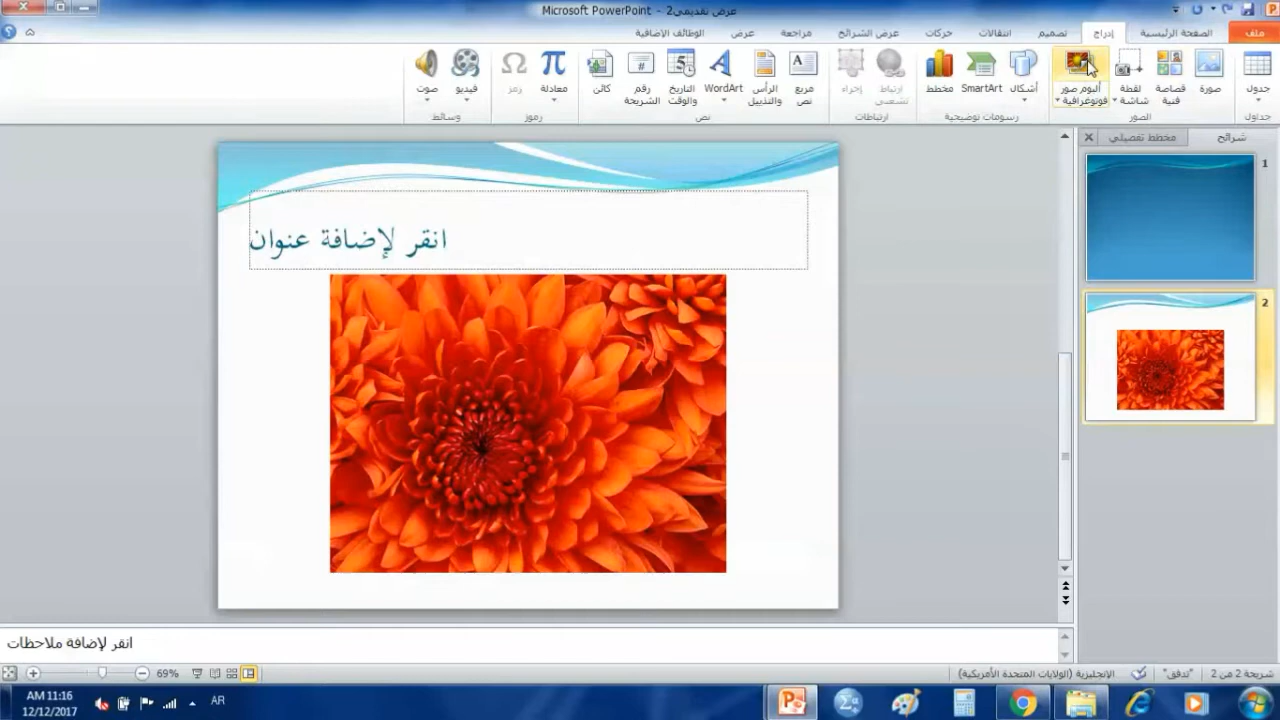 عرض تقديمي2 - Microsoft PowerPoint
ملف
الصفحة الرئيسية
إدراج
تصميم
انتقالات
حركات
عرض الشرائح
مراجعة
عرض
الوظائف الإضافية
جدول
صورة
قصاصة فنية
لقطة شاشة
ألبوم صور فوتوغرافية
أشكال
SmartArt
مخطط
ارتباط تشعبي
إجراء
مربع نص
الرأس والتذييل
WordArt
التاريخ والوقت
رقم الشريحة
كائن
معادلة
رمز
فيديو
صوت
جداول
الصور
رسومات توضيحية
ارتباطات
نص
رموز
وسائط
شرائح
مخطط تفصيلي
1
2
انقر لإضافة عنوان
انقر لإضافة ملاحظات
شريحة 2 من 2
"تدفق"
الإنجليزية (الولايات المتحدة الأمريكية)
69%
AR
11:16 AM
12/12/2017